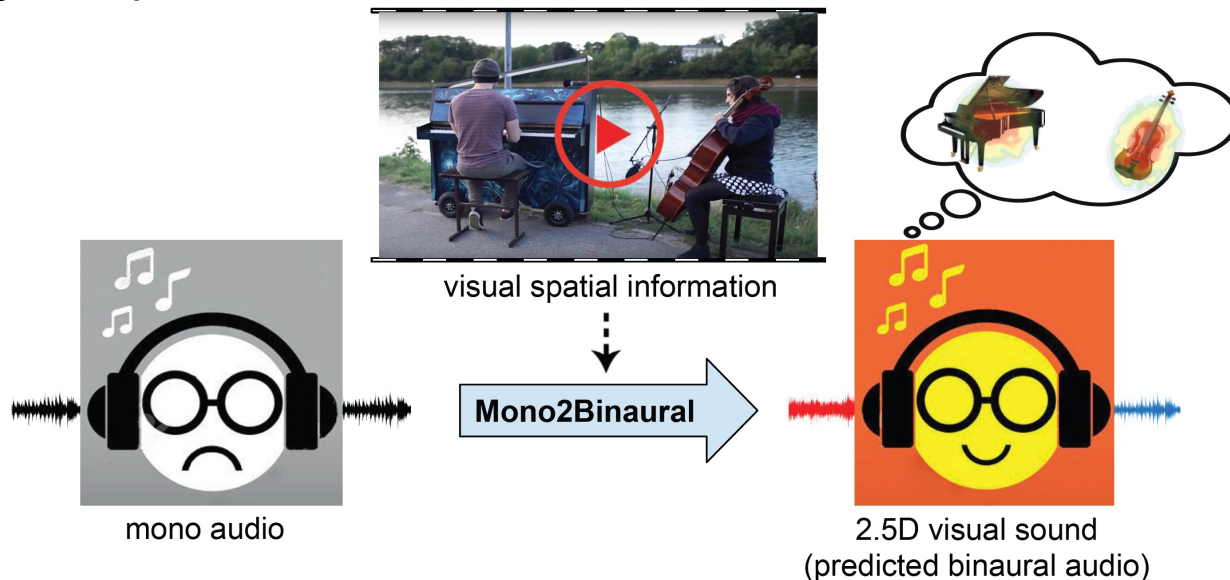 visual spatial information
Mono2Binaural
mono audio
2.5D visual sound
(predicted binaural audio)